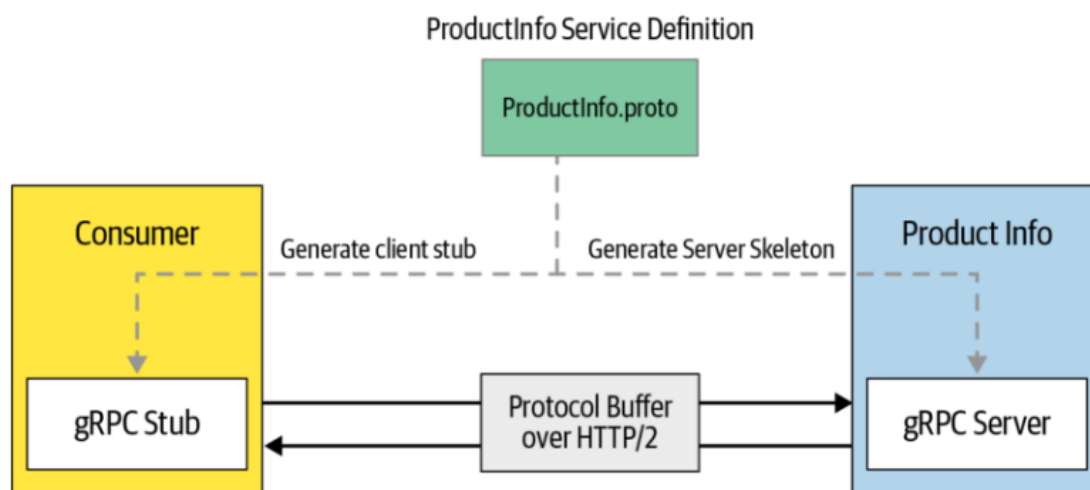 ProductInfo Service Definition
ProductInfo.proto
Consumer
Product Info
Generate client stub
Generate Server Skeleton
gRPC Stub
Protocol Buffer
over HTTP/2
gRPC Server